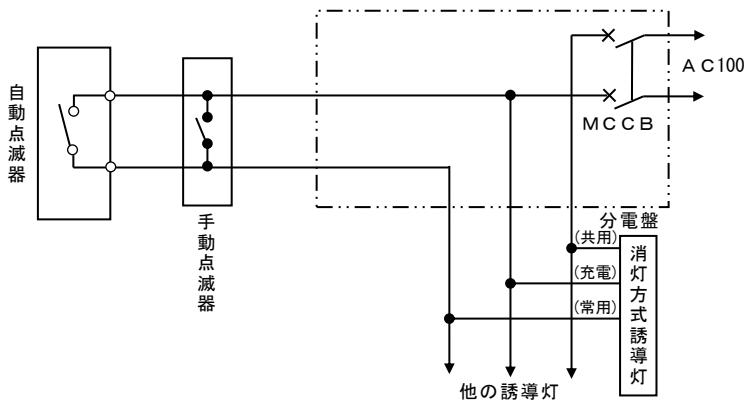 自動点滅器
手動点滅器
ＡＣ100
ＭＣＣＢ
分電盤
(共用)
(充電)
(常用)
消灯方式誘導灯
他の誘導灯